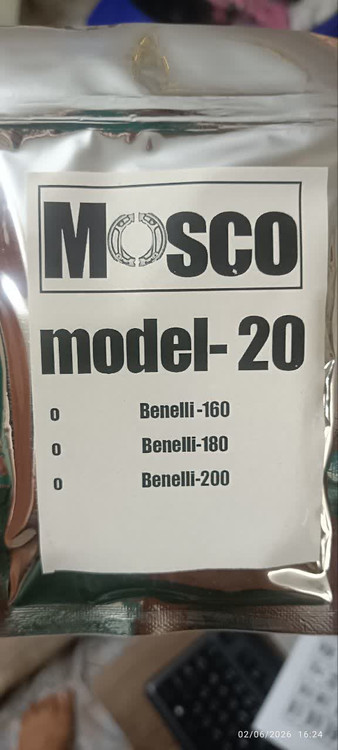 MOSCO
model- 20
o Benelli -160
o Benelli-180
o Benelli-200
02/06/2026 16:24